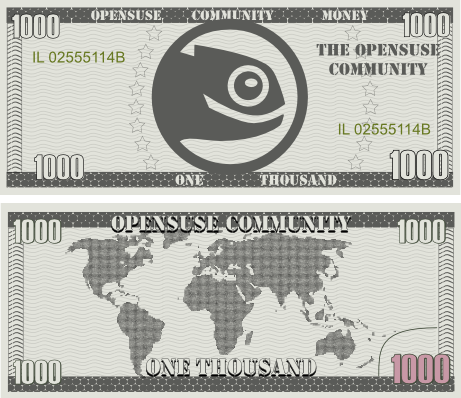 OPENSUSE COMMUNITY MONEY
1000 1000
THE OPENSUSE
COMMUNITY
IL 02555114B
IL 02555114B
1000 1000
ONE THOUSAND
OPENSUSE COMMUNITY
1000 1000
ONE THOUSAND
1000 1000